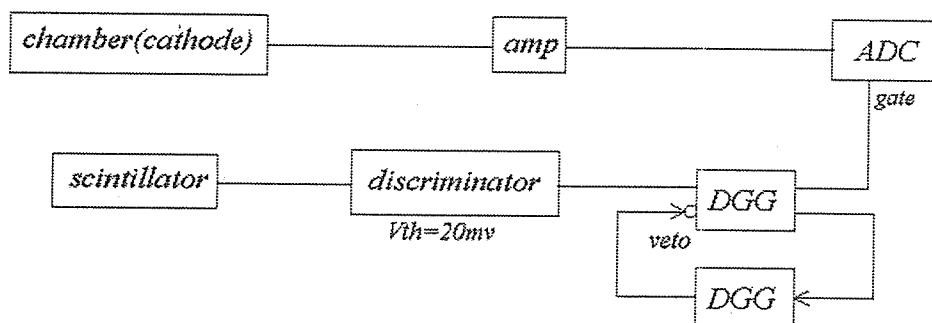 chamber(cathode)
amp
ADC
gate
scintillator
discriminator
DGG
Vth=20mv
veto
DGG